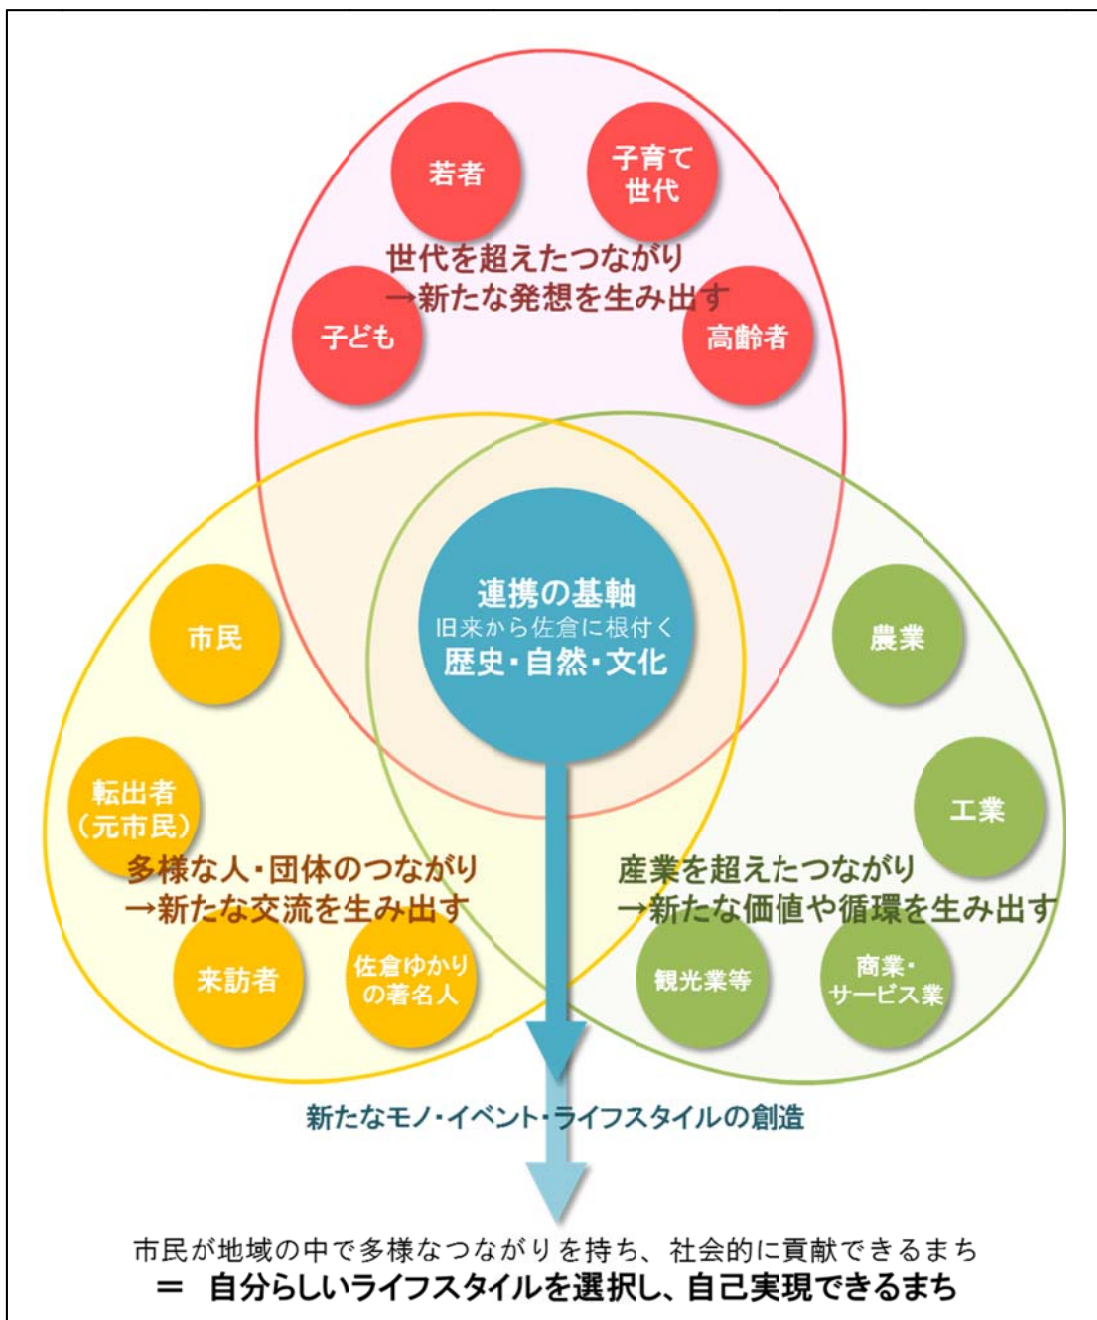 若者
子育て
世代
世代を超えたつながり
→新たな発想を生み出す
子ども
高齢者
連携の基軸
旧来から佐倉に根付く
歴史・自然・文化
市民
農業
転出者
（元市民）
工業
多様な人・団体のつながり
→新たな交流を生み出す
産業を超えたつながり
→新たな価値や循環を生み出す
来訪者
佐倉ゆかり
の著名人
観光業等
商業・
サービス業
新たなモノ・イベント・ライフスタイルの創造
市民が地域の中で多様なつながりを持ち、社会的に貢献できるまち
＝ 自分らしいライフスタイルを選択し、自己実現できるまち